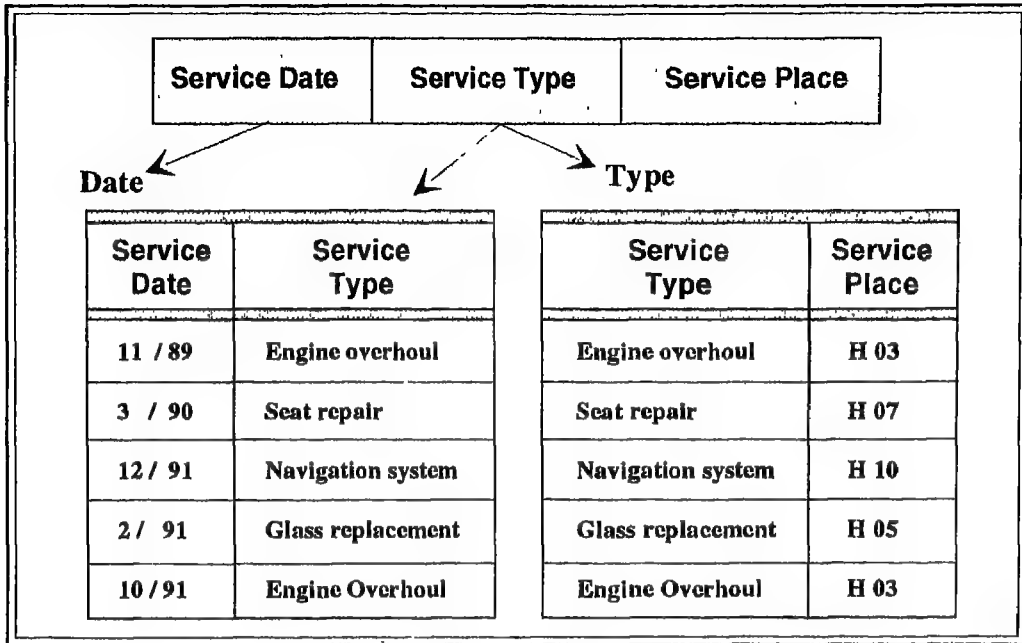 Service Date Service Type Service Place
Date Type
Service Date Service Type
11 / 89 Engine overhoul
3 / 90 Seat repair
12 / 91 Navigation system
2 / 91 Glass replacement
10 / 91 Engine Overhoul
Service Type Service Place
Engine overhoul H 03
Seat repair H 07
Navigation system H 10
Glass replacement H 05
Engine Overhoul H 03